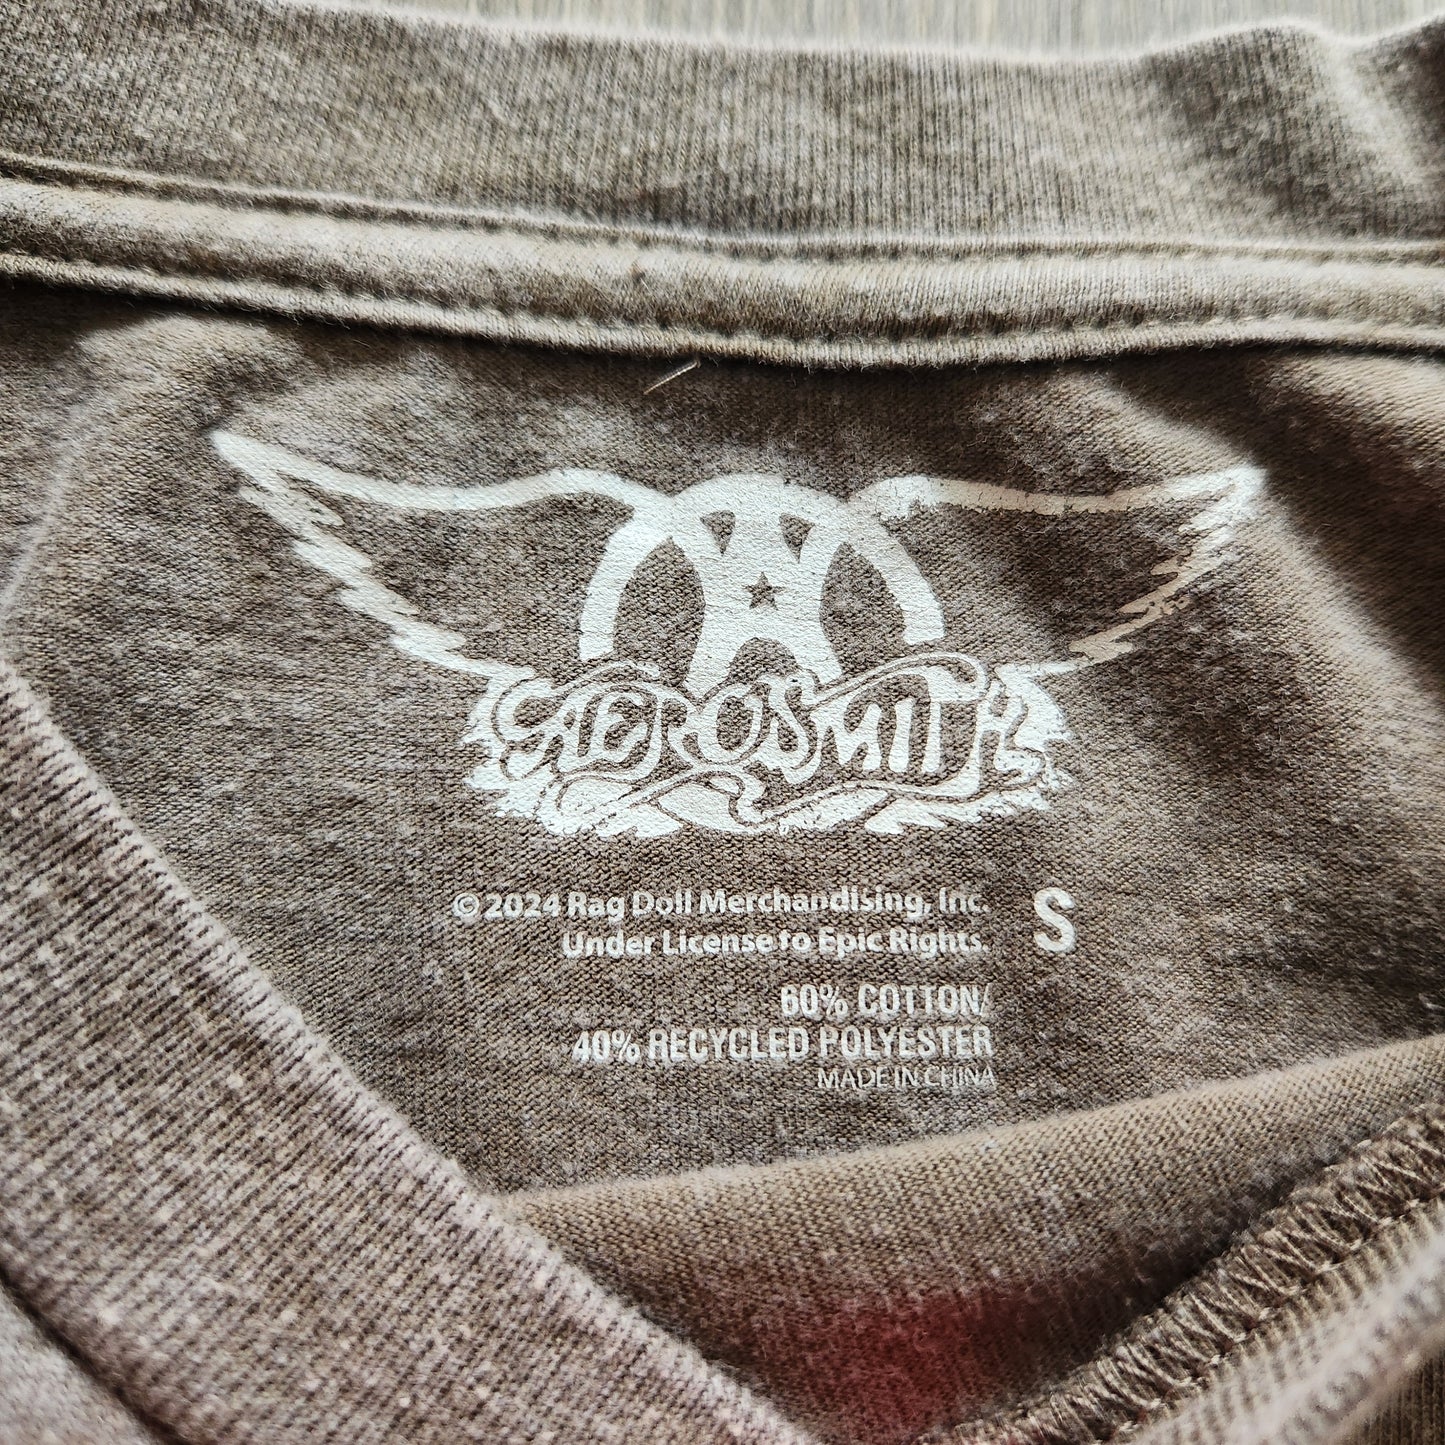 AEROSMITH
© 2024 Rag Doll Merchandising, Inc.
Under License to Epic Rights.
S
60% COTTON/
40% RECYCLED POLYESTER
MADE IN CHINA